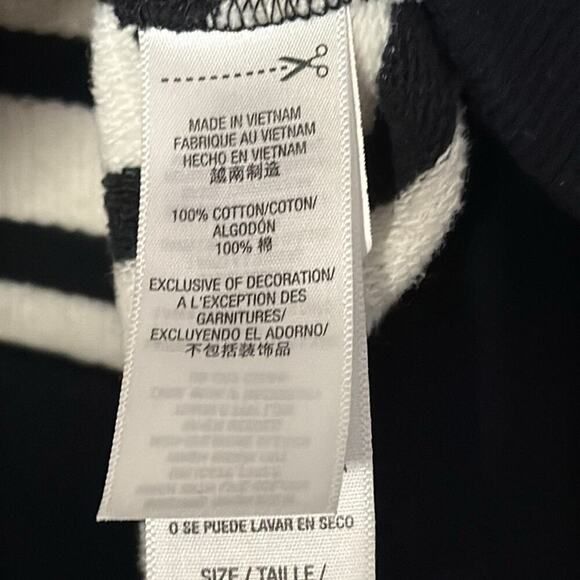 MADE IN VIETNAM
FABRIQUE AU VIETNAM
HECHO EN VIETNAM
越南制造
100% COTTON/COTON/
ALGODÓN
100% 棉
EXCLUSIVE OF DECORATION/
A L'EXCEPTION DES
GARNITURES/
EXCLUYENDO EL ADORNO/
不包括装饰品
O SE PUEDE LAVAR EN SECO
SIZE / TAILLE /